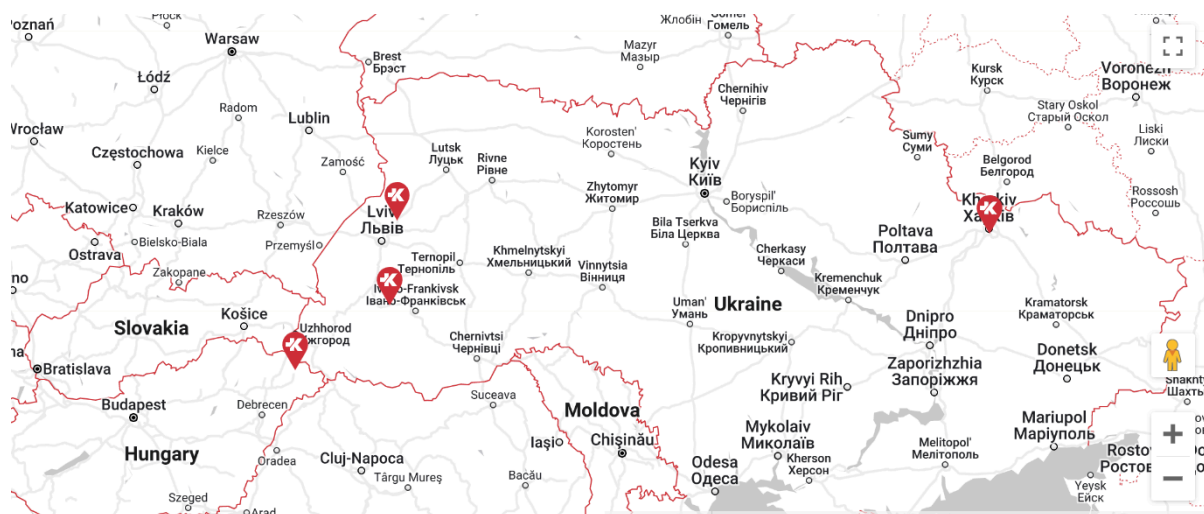 Poznań
Płock
Warsaw
Łódź
Radom
Wrocław
Częstochowa
Kielce
Lublin
Katowice
Kraków
Rzeszów
Zamość
Ostrava
Bielsko-Biala
Przemyśl
Zakopane
Brest
Брэст
Жлобін
Гомель
Mazyr
Мазыр
Chernihiv
Чернігів
Kursk
Курск
Voronezh
Воронеж
Stary Oskol
Старый Оскол
Liski
Лиски
Rossosh
Россошь
Belgorod
Белгород
Sumy
Суми
Korosten'
Коростень
Lutsk
Луцьк
Rivne
Рівне
Kyiv
Київ
Zhytomyr
Житомир
Boryspil'
Бориспіль
Lviv
Львів
Kharkiv
Харків
Poltava
Полтава
Bila Tserkva
Біла Церква
Ternopil
Тернопіль
Khmelnytskyi
Хмельницький
Vinnytsia
Вінниця
Cherkasy
Черкаси
Kremenchuk
Кременчук
Ivano-Frankivsk
Івано-Франківськ
Uman'
Умань
Ukraine
Kramatorsk
Краматорськ
Slovakia
Košice
Uzhhorod
Ужгород
Chernivtsi
Чернівці
Kropyvnytskyi
Кропивницький
Dnipro
Дніпро
Zaporizhzhia
Запоріжжя
Donetsk
Донецьк
Bratislava
Budapest
Debrecen
Suceava
Moldova
Kryvyi Rih
Кривий Ріг
Mariupol
Маріуполь
Hungary
Oradea
Cluj-Napoca
Târgu Mureș
Iași
Chișinău
Bacău
Mykolaiv
Миколаїв
Kherson
Херсон
Melitopol'
Мелітополь
Odesa
Одеса
Yeysk
Ейск
Szeged
Arad